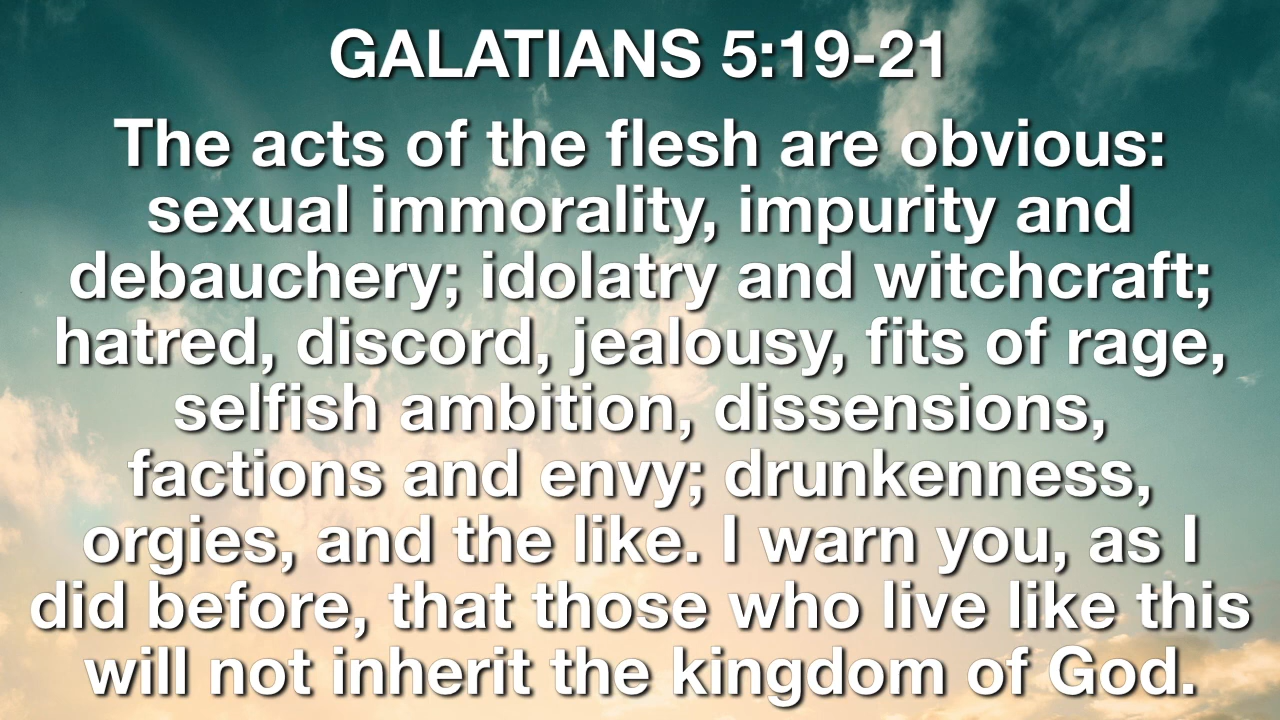 GALATIANS 5:19-21
The acts of the flesh are obvious:
sexual immorality, impurity and
debauchery; idolatry and witchcraft;
hatred, discord, jealousy, fits of rage,
selfish ambition, dissensions,
factions and envy; drunkenness,
orgies, and the like. I warn you, as I
did before, that those who live like this
will not inherit the kingdom of God.